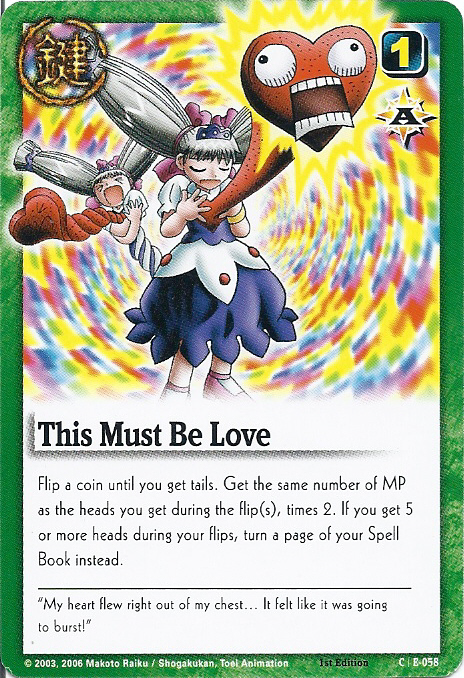 鍵
1
A
This Must Be Love
Flip a coin until you get tails. Get the same number of MP
as the heads you get during the flip(s), times 2. If you get 5
or more heads during your flips, turn a page of your Spell
Book instead.
"My heart flew right out of my chest... It felt like it was going
to burst!"
© 2003, 2006 Makoto Raiku / Shogakukan, Toei Animation 1st Edition C | E-058